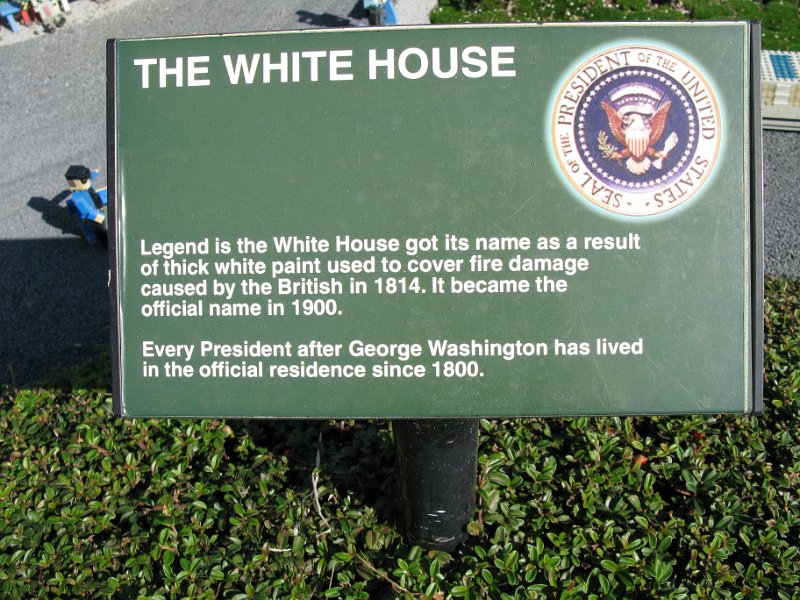 THE WHITE HOUSE
SEAL OF THE PRESIDENT OF THE UNITED STATES
Legend is the White House got its name as a result
of thick white paint used to cover fire damage
caused by the British in 1814. It became the
official name in 1900.
Every President after George Washington has lived
in the official residence since 1800.